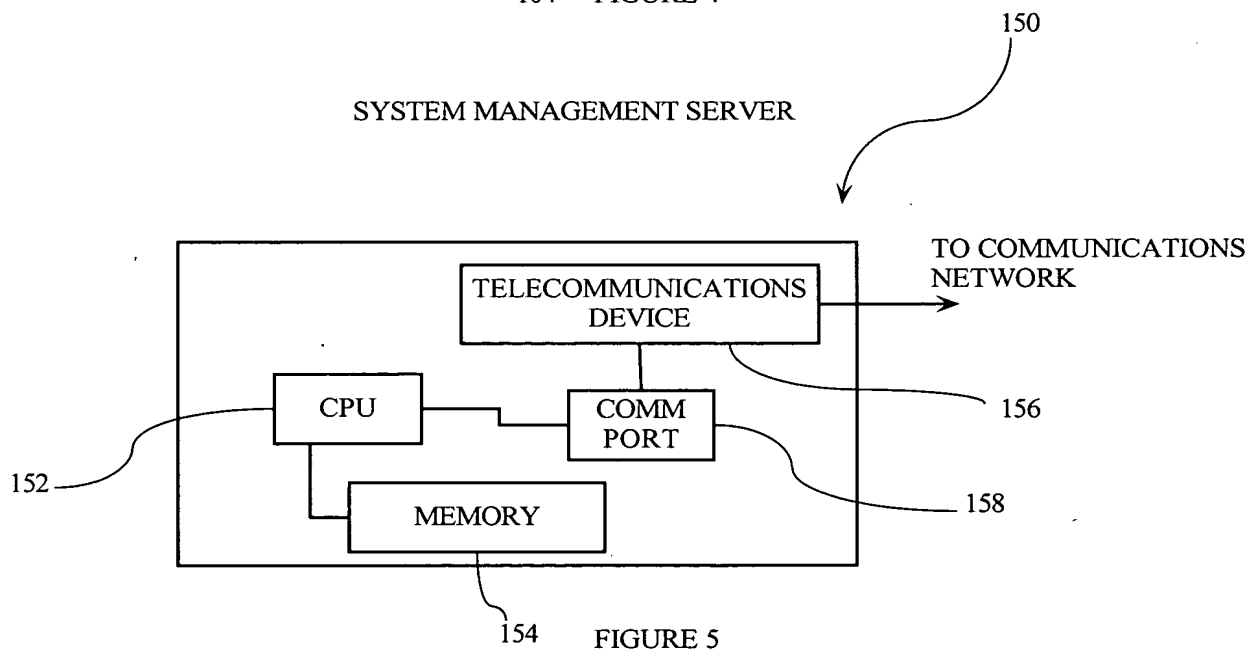 150
SYSTEM MANAGEMENT SERVER
TO COMMUNICATIONS
NETWORK
TELECOMMUNICATIONS
DEVICE
CPU
COMM
PORT
156
152
158
MEMORY
154
FIGURE 5